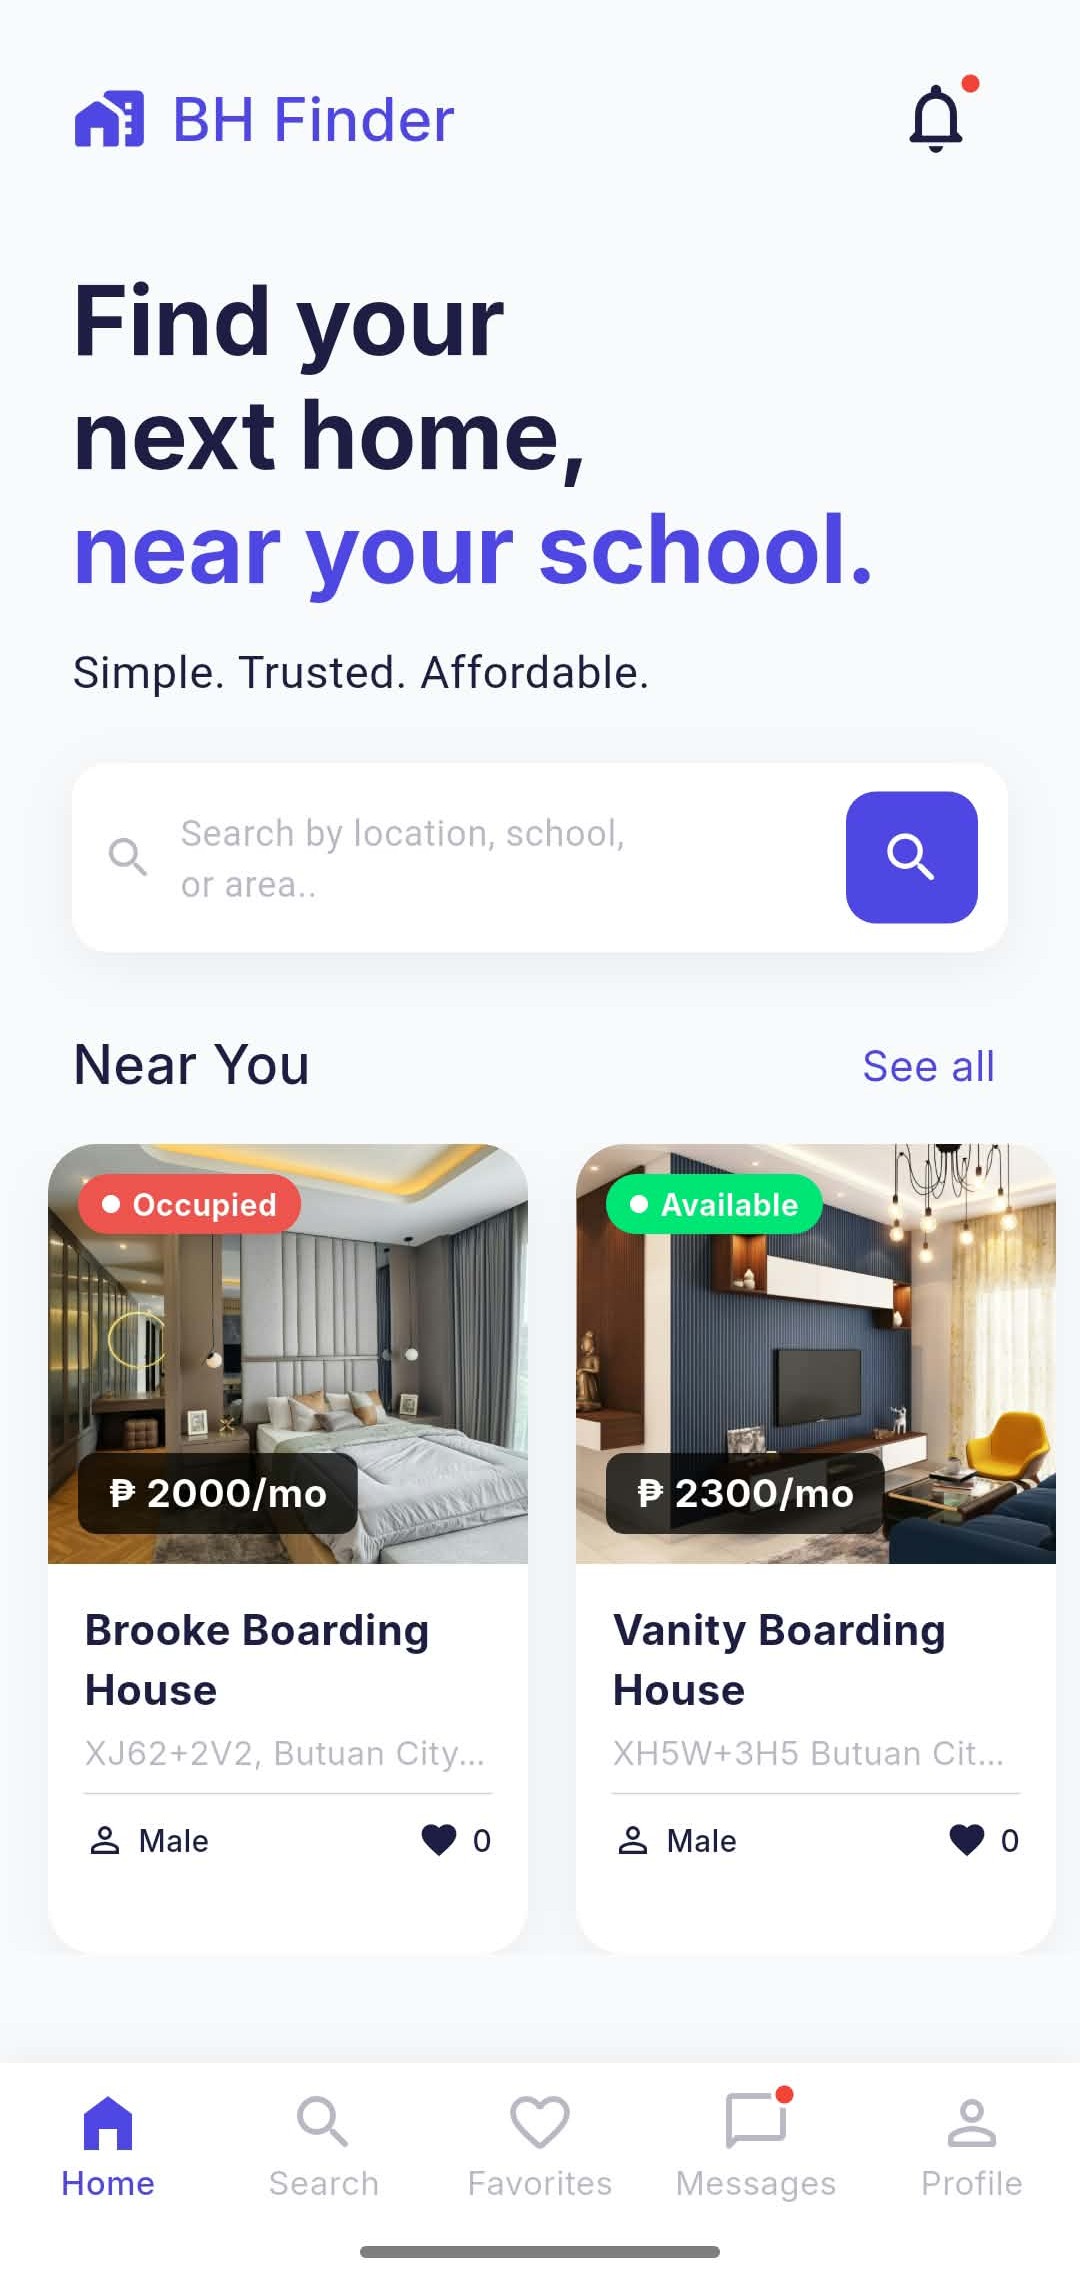 BH Finder
Find your
next home,
near your school.
Simple. Trusted. Affordable.
Search by location, school,
or area..
Near You
See all
Occupied
₱ 2000/mo
Brooke Boarding
House
XJ62+2V2, Butuan City...
Male
0
Available
₱ 2300/mo
Vanity Boarding
House
XH5W+3H5 Butuan Cit...
Male
0
Home
Search
Favorites
Messages
Profile